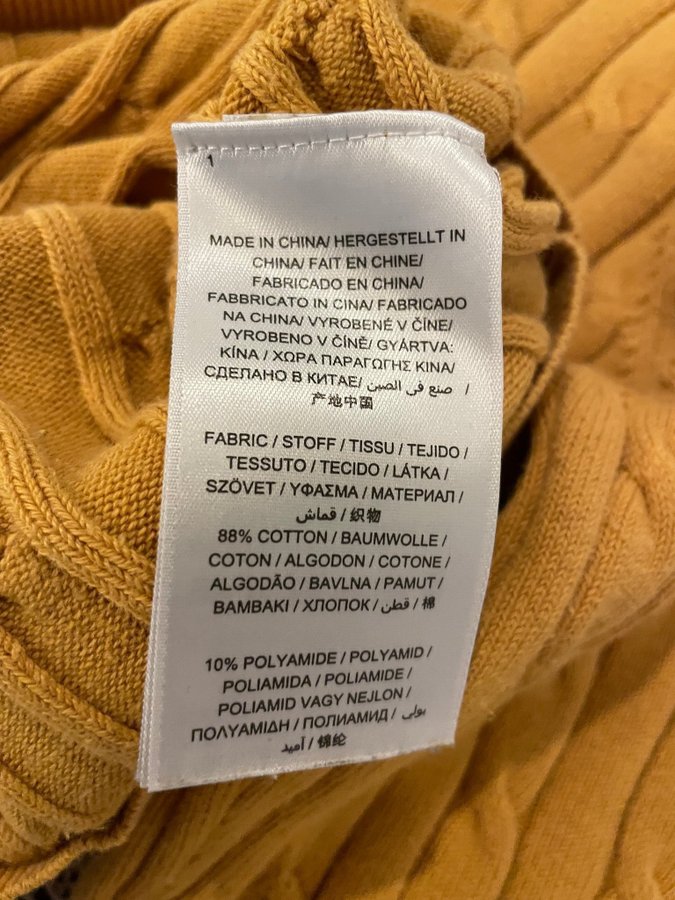 1
MADE IN CHINA/ HERGESTELLT IN
CHINA/ FAIT EN CHINE/
FABRICADO EN CHINA/
FABBRICATO IN CINA/ FABRICADO
NA CHINA/ VYROBENÉ V ČÍNE/
VYROBENO V ČÍNĚ/ GYÁRTVA:
KÍNA / ΧΩΡΑ ΠΑΡΑΓΩΓΗΣ ΚΙΝΑ/
СДЕЛАНО В КИТАЕ/ صنع في الصين /
产地中国
FABRIC / STOFF / TISSU / TEJIDO /
TESSUTO / TECIDO / LÁTKA /
SZÖVET / ΥΦΑΣΜΑ / МАТЕРИАЛ /
قماش / 织物
88% COTTON / BAUMWOLLE /
COTON / ALGODON / COTONE /
ALGODÃO / BAVLNA / PAMUT /
ΒΑΜΒΑΚΙ / ХЛОПОК / قطن / 棉
10% POLYAMIDE / POLYAMID /
POLIAMIDA / POLIAMIDE /
POLIAMID VAGY NEJLON /
ΠΟΛΥΑΜΙΔΗ / ПОЛИАМИД / بولي
آميد / 锦纶